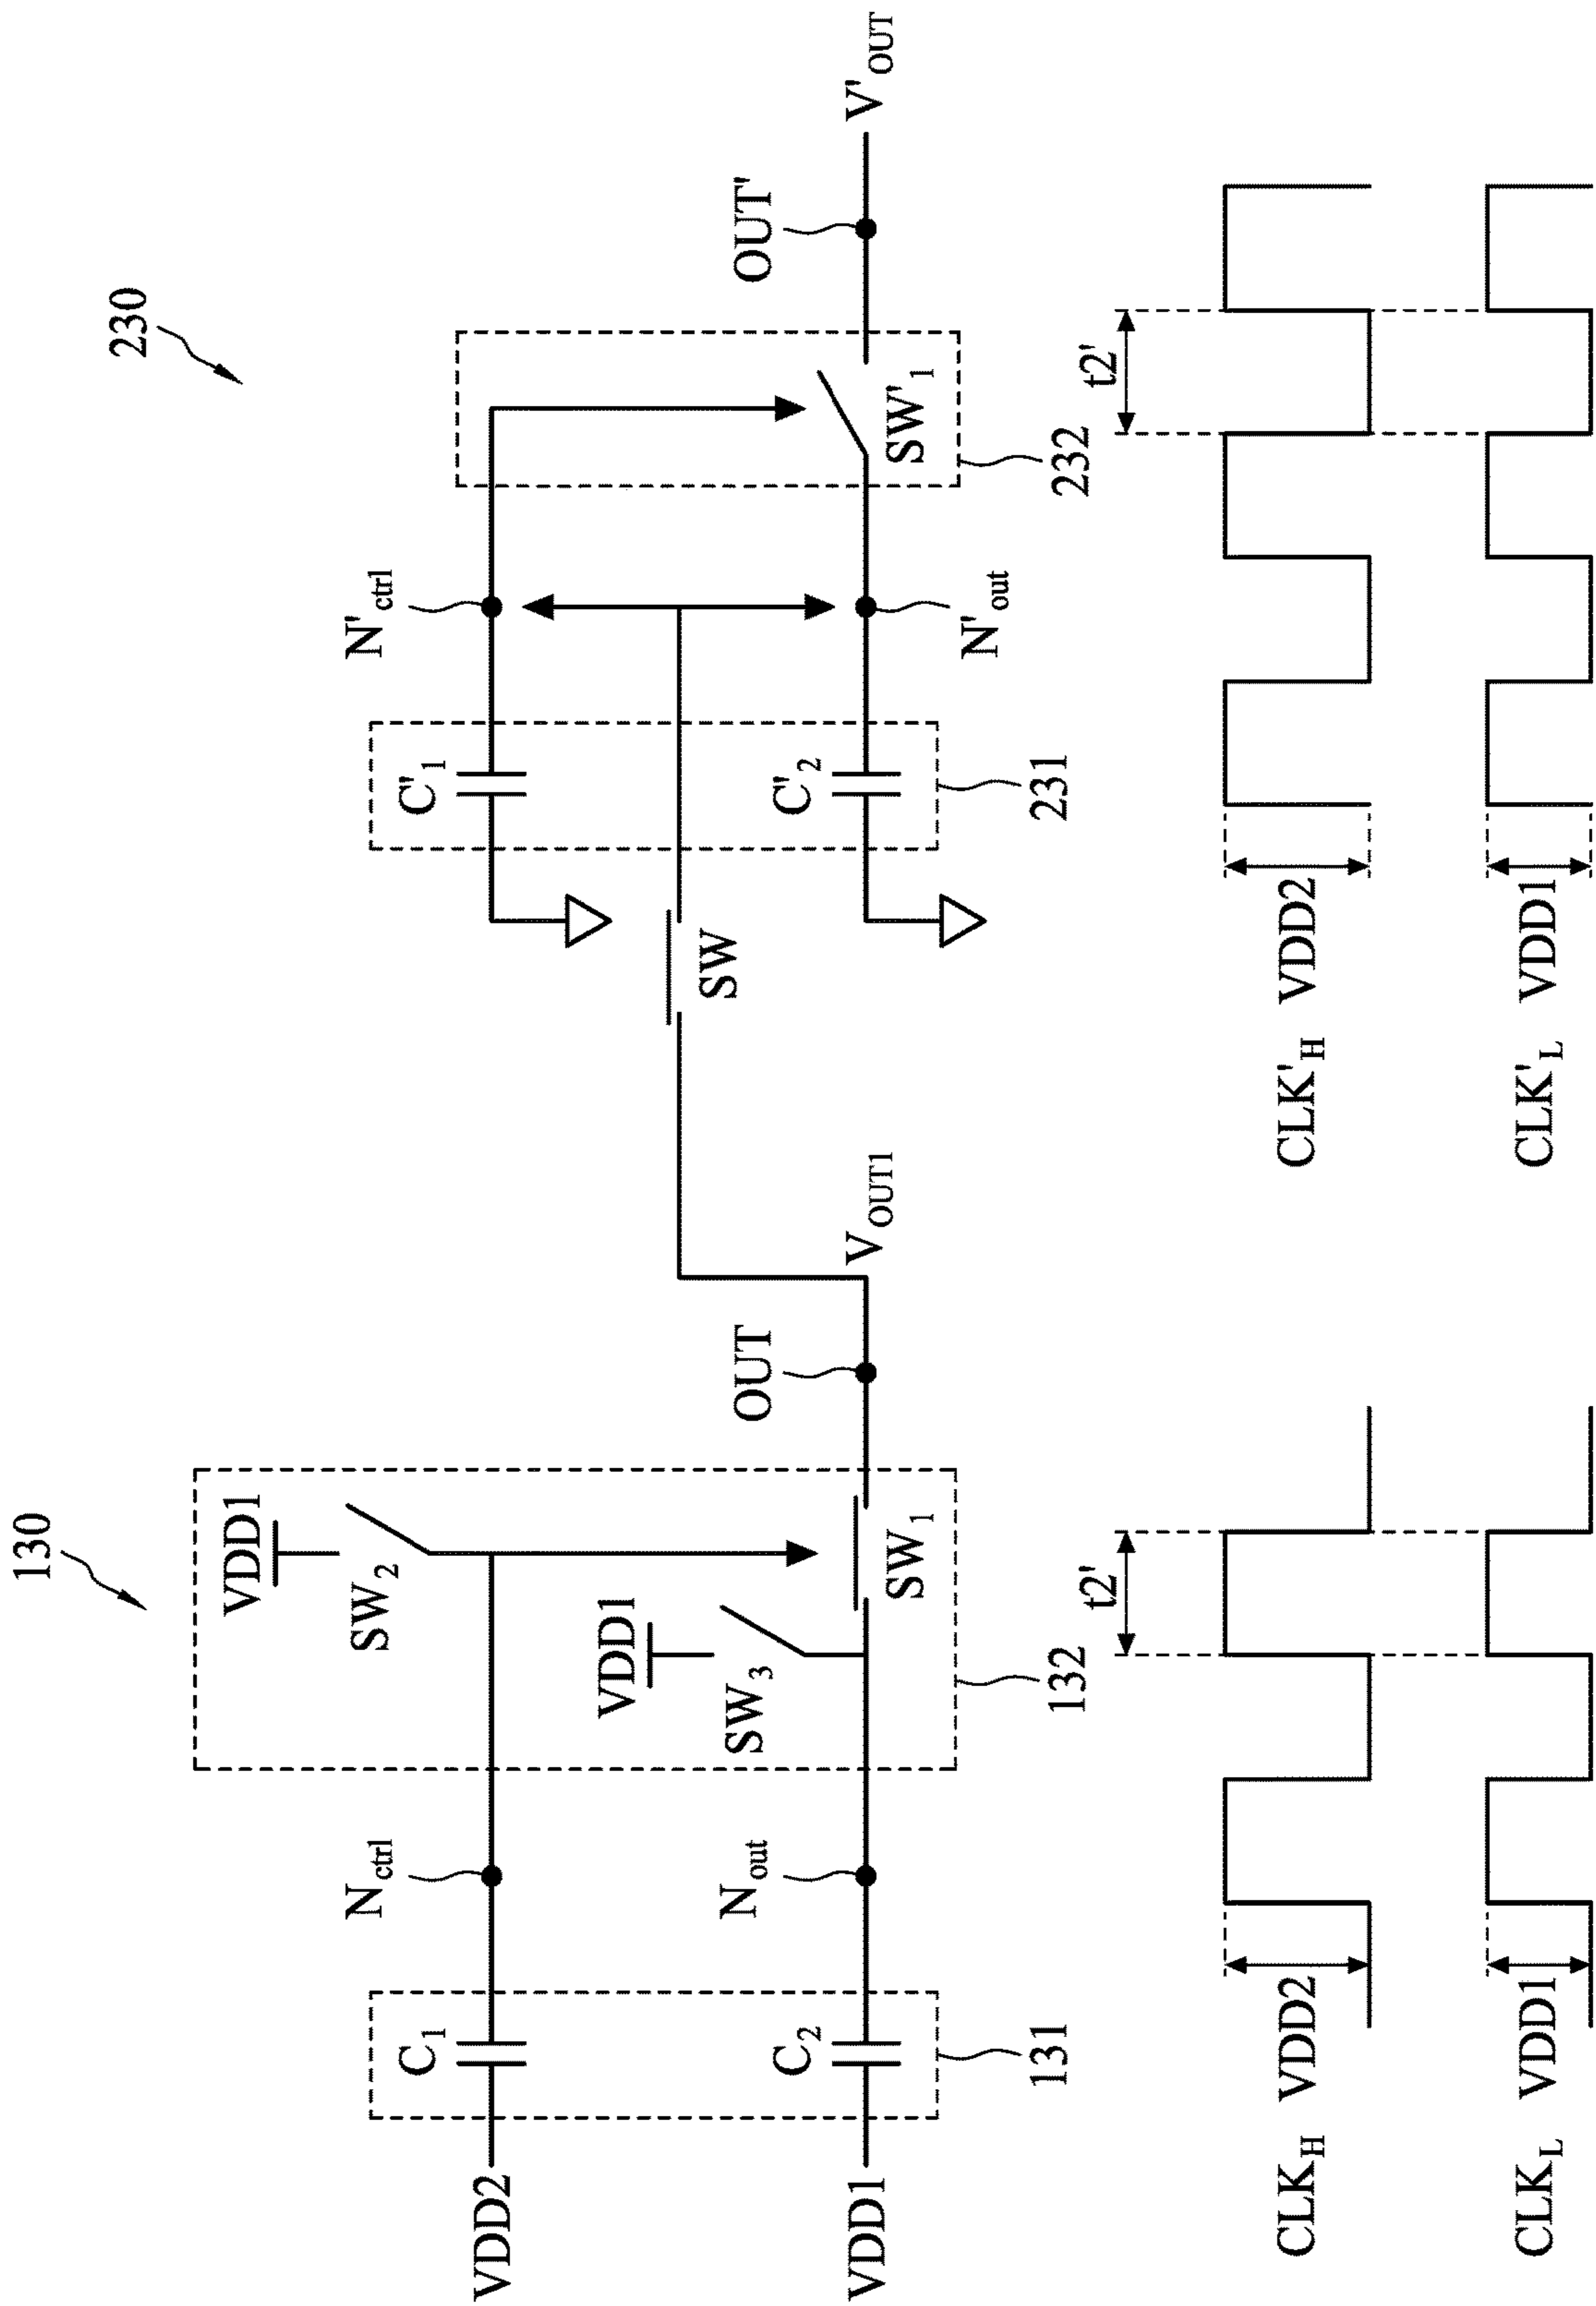 130
VDD1
SW2
VDD1
SW3
SW1
Nctrl
Nout
C1
C2
VDD2
VDD1
131
132
OUT
VOUT1
SW
230
C'1
C'2
231
N'ctrl
N'out
SW'1
232
OUT'
V'OUT
CLKH VDD2
t2'
CLKL VDD1
CLK'H VDD2
t2'
CLK'L VDD1